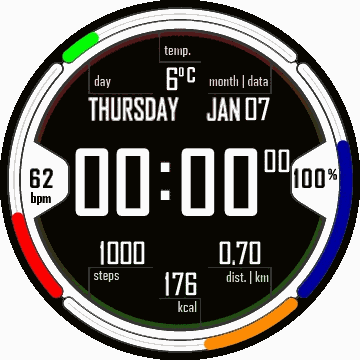 temp.
6°C
day
month | data
THURSDAY
JAN 07
00:00 00
62
bpm
100%
1000
steps
0,70
dist. | km
176
kcal